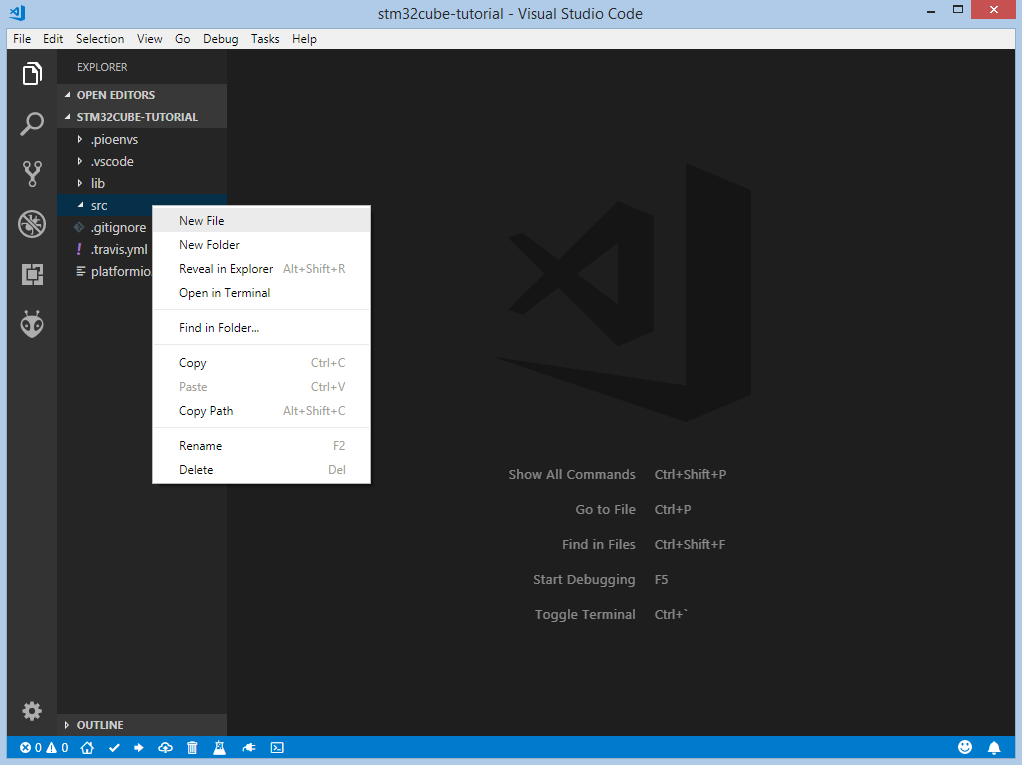 stm32cube-tutorial - Visual Studio Code
File Edit Selection View Go Debug Tasks Help
EXPLORER
OPEN EDITORS
STM32CUBE-TUTORIAL
.pioenvs
.vscode
lib
src
.gitignore
.travis.yml
platformio
New File
New Folder
Reveal in Explorer Alt+Shift+R
Open in Terminal
Find in Folder...
Copy Ctrl+C
Paste Ctrl+V
Copy Path Alt+Shift+C
Rename F2
Delete Del
Show All Commands Ctrl+Shift+P
Go to File Ctrl+P
Find in Files Ctrl+Shift+F
Start Debugging F5
Toggle Terminal Ctrl+`
OUTLINE
0 0